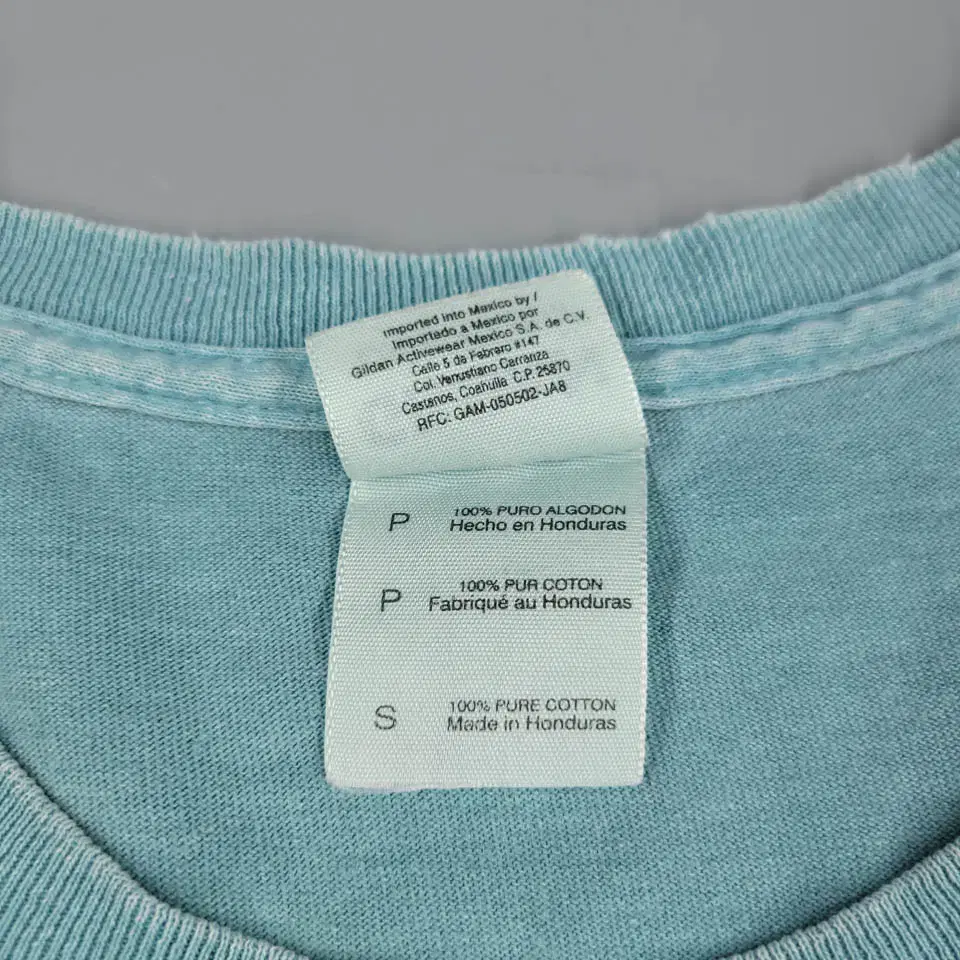 Imported into Mexico by /
Importado a Mexico por
Gildan Activewear Mexico S.A. de C.V.
Calle 5 de Febrero #147
Col. Venustiano Carranza
Castanos, Coahuila C.P. 25870
RFC: GAM-050502-JA8
P 100% PURO ALGODON
Hecho en Honduras
P 100% PUR COTON
Fabriqué au Honduras
S 100% PURE COTTON
Made in Honduras